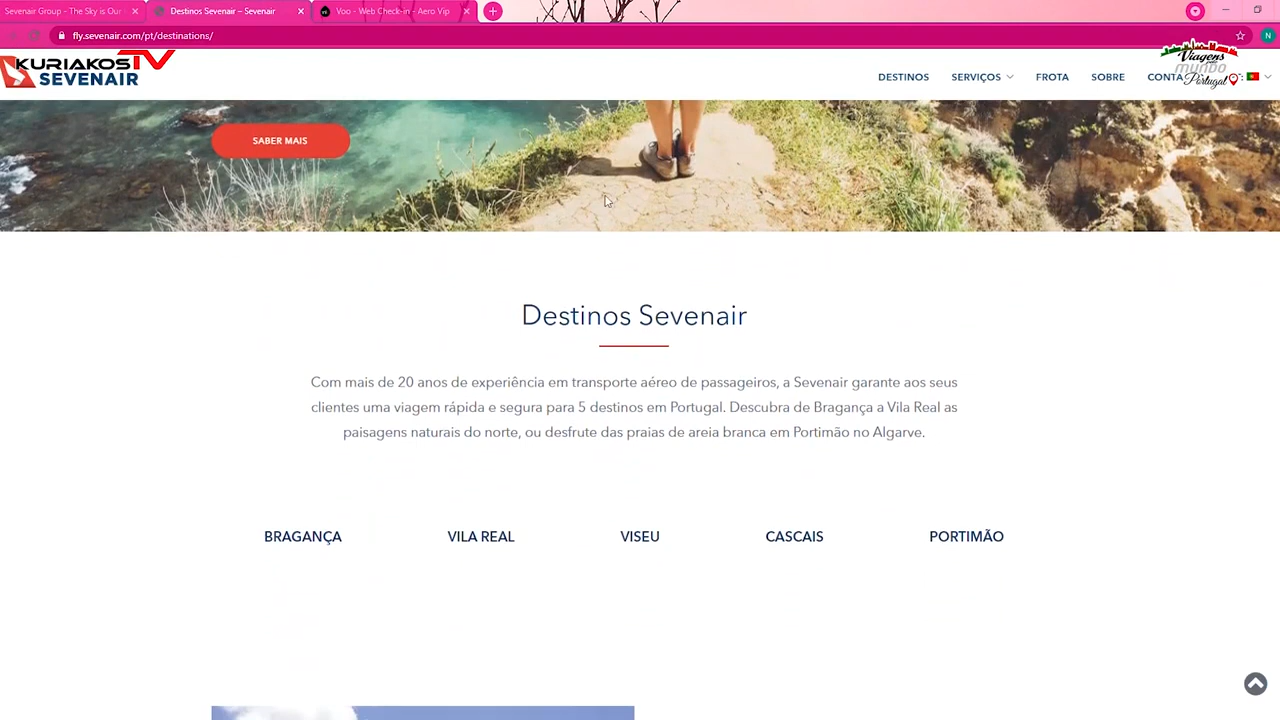 Sevenair Group - The Sky is Our
Destinos Sevenair – Sevenair
Voo - Web Check-in - Aero Vip
fly.sevenair.com/pt/destinations/
N
KURIAKOSTV
SEVENAIR
DESTINOS
SERVIÇOS
FROTA
SOBRE
CONTA
Viagens
mundo
Portugal
SABER MAIS
Destinos Sevenair
Com mais de 20 anos de experiência em transporte aéreo de passageiros, a Sevenair garante aos seus
clientes uma viagem rápida e segura para 5 destinos em Portugal. Descubra de Bragança a Vila Real as
paisagens naturais do norte, ou desfrute das praias de areia branca em Portimão no Algarve.
BRAGANÇA
VILA REAL
VISEU
CASCAIS
PORTIMÃO